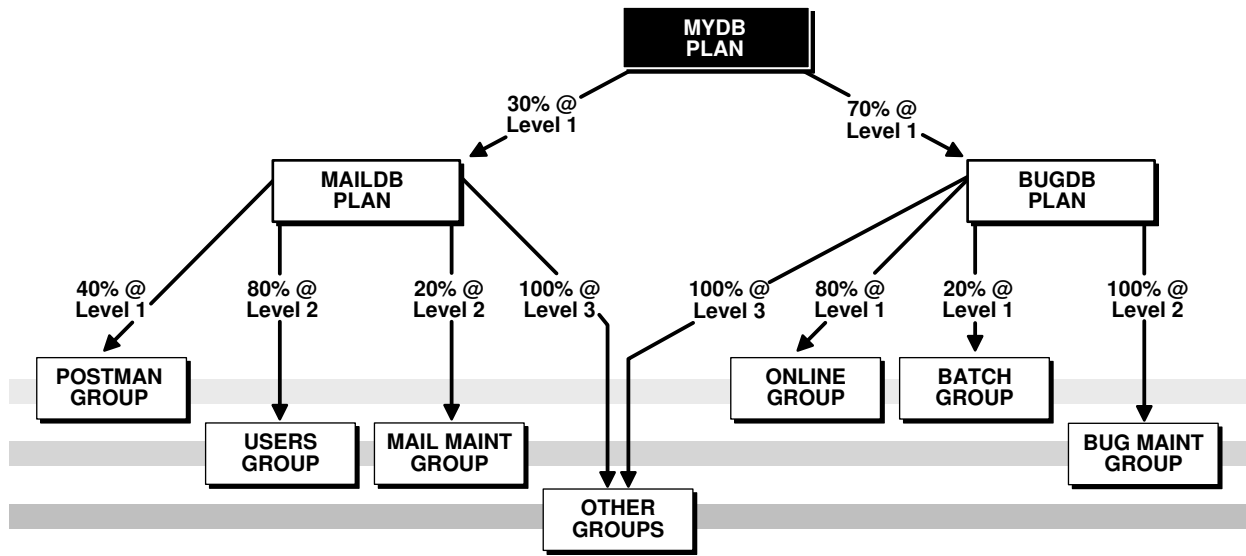 MYDB
PLAN
30% @
Level 1
70% @
Level 1
MAILDB
PLAN
BUGDB
PLAN
40% @
Level 1
80% @
Level 2
20% @
Level 2
100% @
Level 3
100% @
Level 3
80% @
Level 1
20% @
Level 1
100% @
Level 2
POSTMAN
GROUP
ONLINE
GROUP
BATCH
GROUP
USERS
GROUP
MAIL MAINT
GROUP
BUG MAINT
GROUP
OTHER
GROUPS